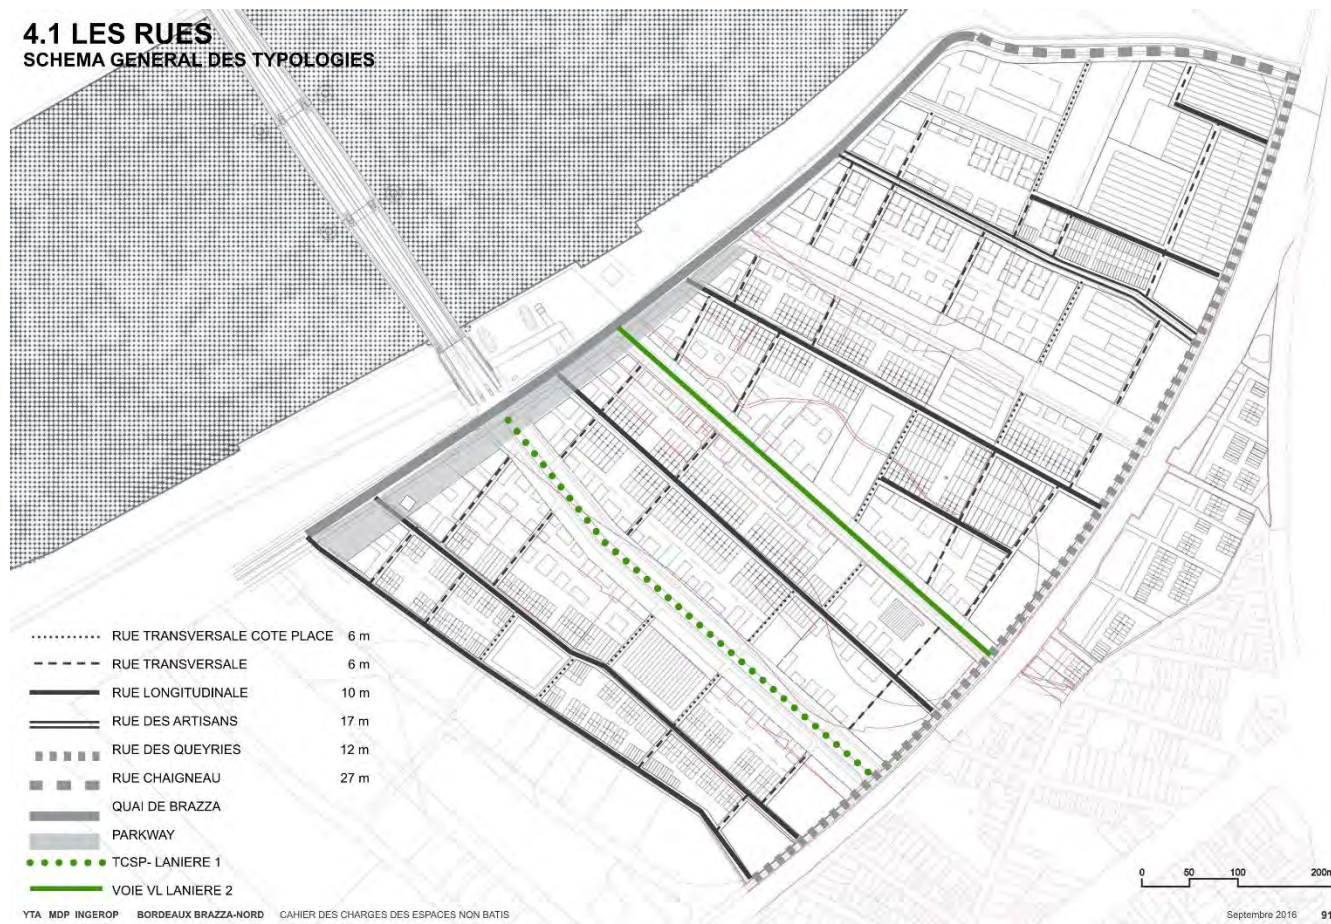 4.1 LES RUES
SCHEMA GENERAL DES TYPOLOGIES
RUE TRANSVERSALE COTE PLACE 6 m
RUE TRANSVERSALE 6 m
RUE LONGITUDINALE 10 m
RUE DES ARTISANS 17 m
RUE DES QUEYRIES 12 m
RUE CHAIGNEAU 27 m
QUAI DE BRAZZA
PARKWAY
TCSP- LANIERE 1
VOIE VL LANIERE 2
0 50 100 200m
YTA MDP INGEROP BORDEAUX BRAZZA-NORD CAHIER DES CHARGES DES ESPACES NON BATIS
Septembre 2016 91